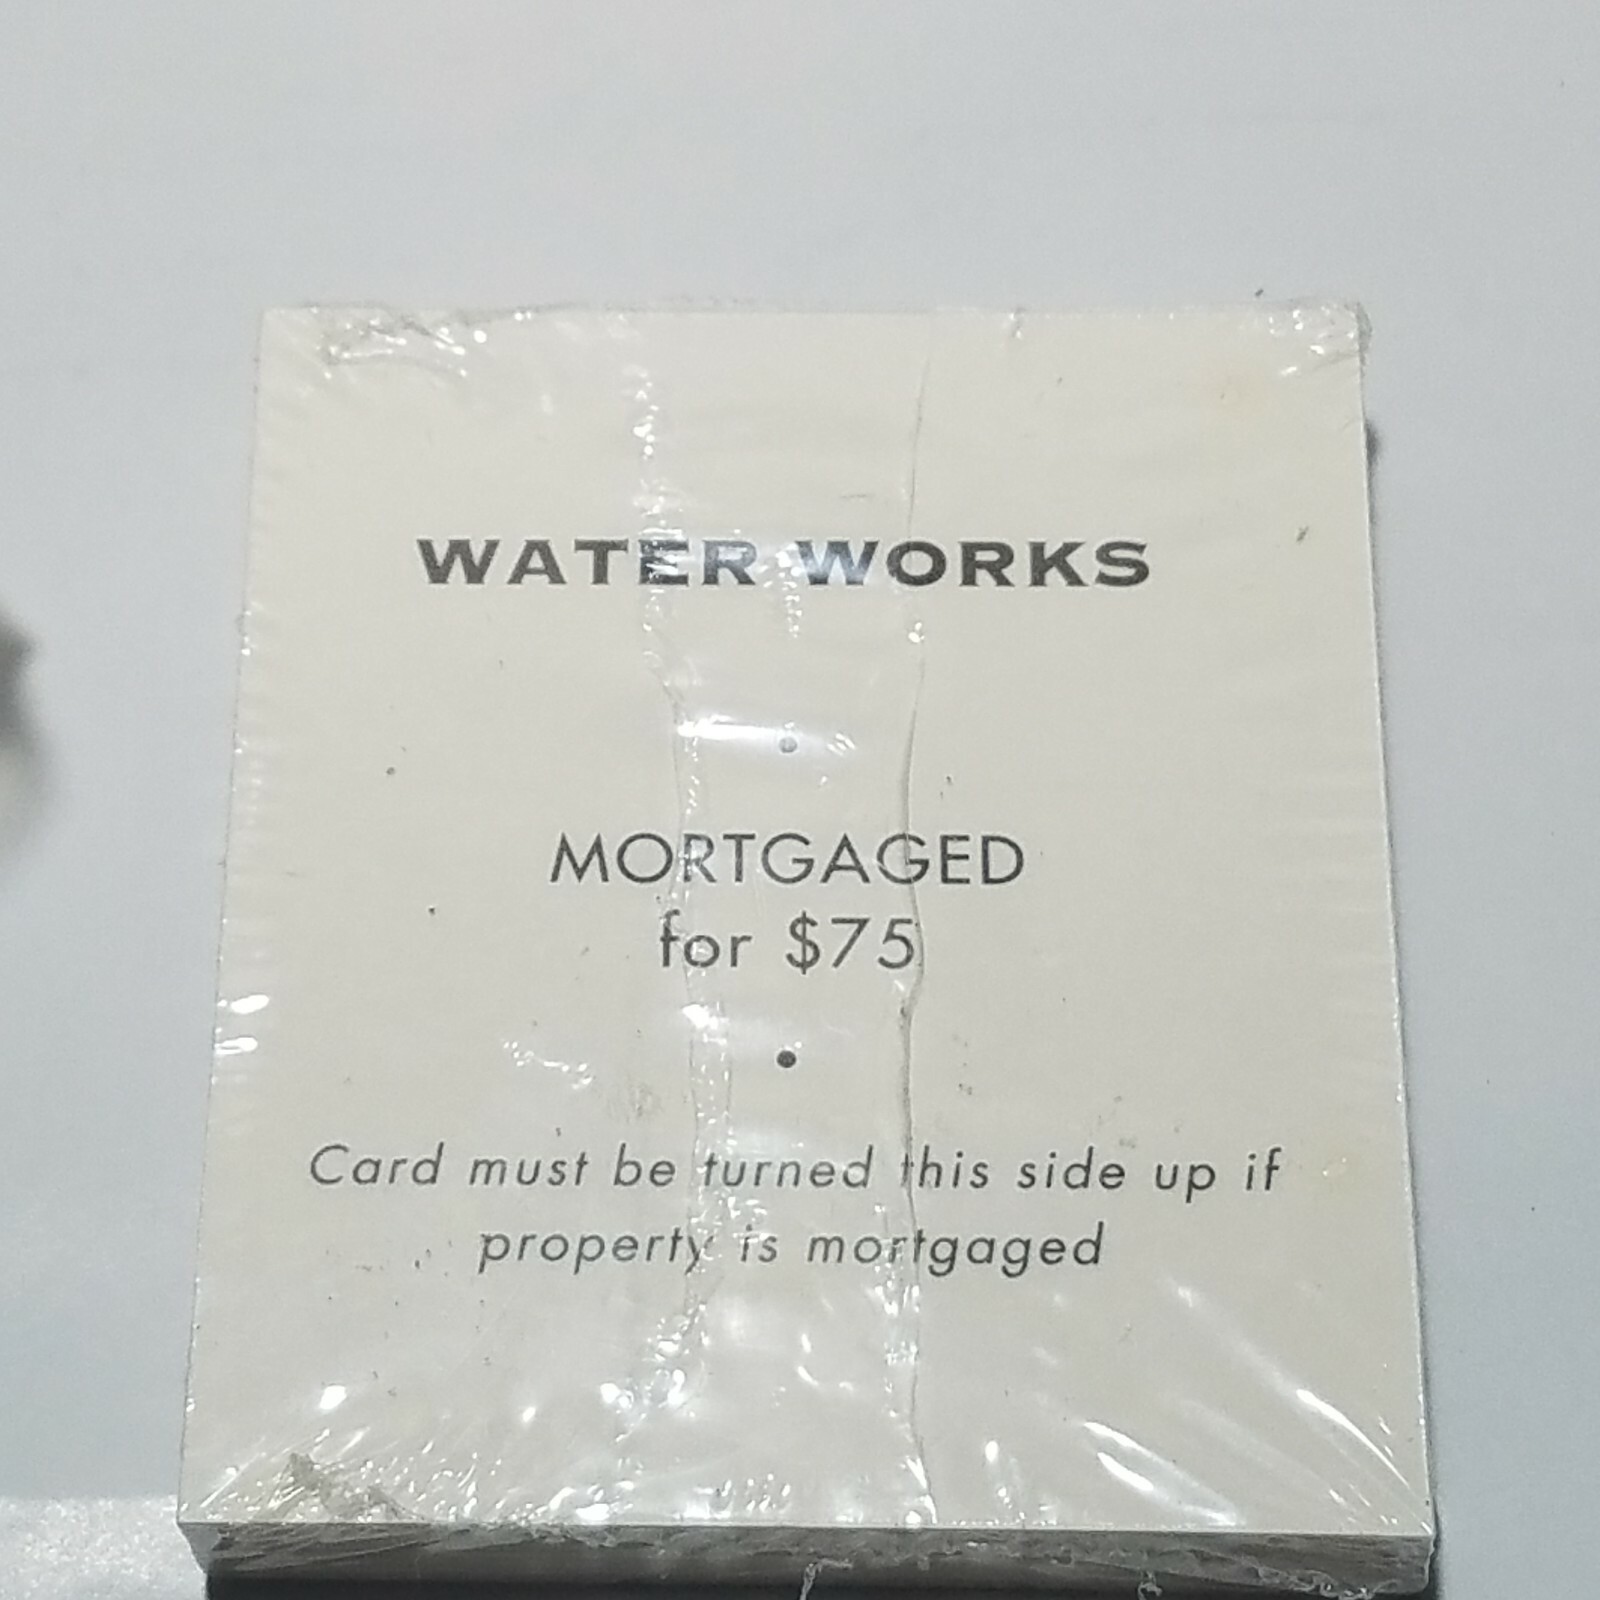 WATER WORKS
•
MORTGAGED
for $75
•
Card must be turned this side up if
property is mortgaged